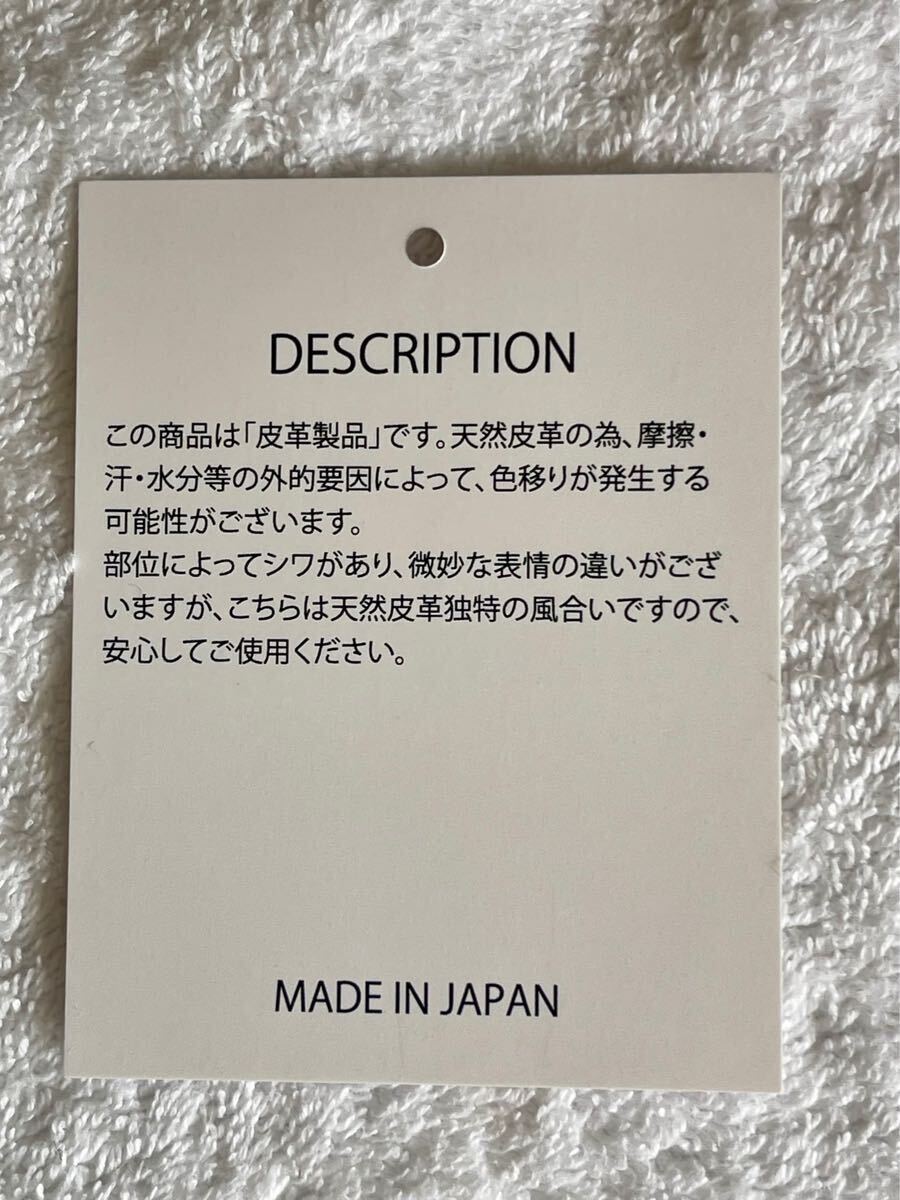 DESCRIPTION
この商品は「皮革製品」です。天然皮革の為、摩擦・
汗・水分等の外的要因によって、色移りが発生する
可能性がございます。
部位によってシワがあり、微妙な表情の違いがござ
いますが、こちらは天然皮革独特の風合いですので、
安心してご使用ください。
MADE IN JAPAN